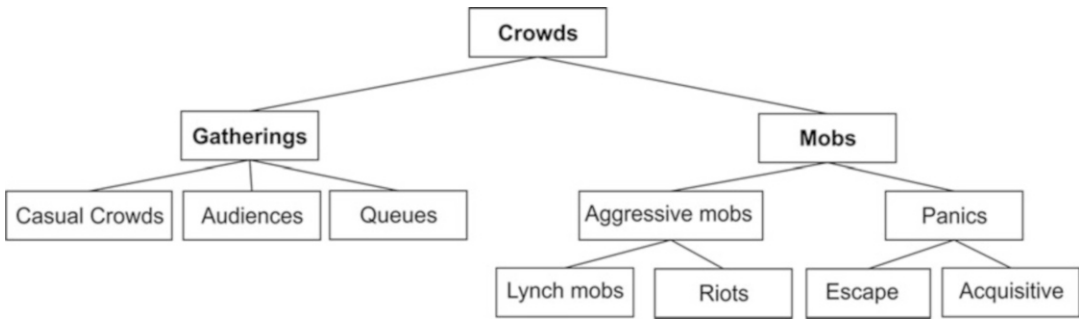 Crowds
Gatherings
Mobs
Casual Crowds
Audiences
Queues
Aggressive mobs
Panics
Lynch mobs
Riots
Escape
Acquisitive